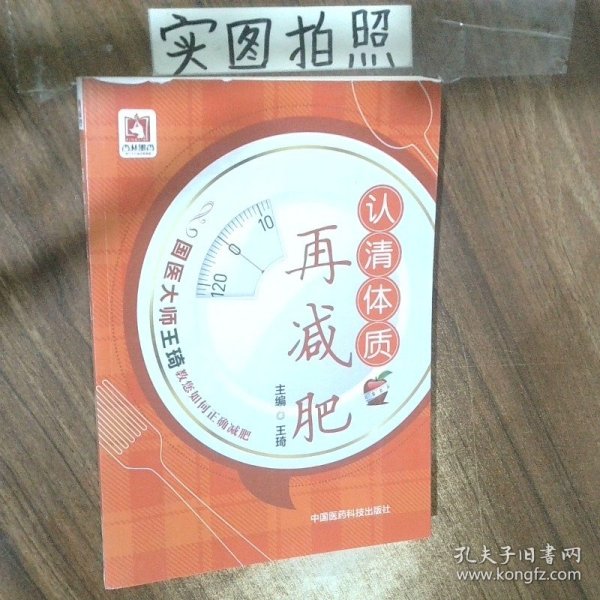 实图拍照
认清体质
再减肥
国医大师王琦教您如何正确减肥
120 0 10
主编 王琦
中国医药科技出版社
孔夫子旧书网
www.kongfz.com